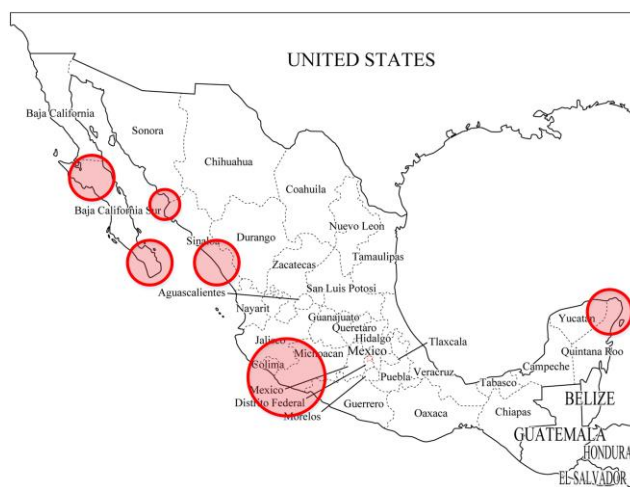 UNITED STATES
Baja California
Sonora
Chihuahua
Coahuila
Baja California Sur
Nuevo Leon
Sinaloa
Durango
Tamaulipas
Zacatecas
San Luis Potosi
Aguascalientes
Nayarit
Guanajuato
Queretaro
Yucatan
Hidalgo
Tlaxcala
Jalisco
Michoacan
Mexico
Quintana Roo
Colima
Campeche
Puebla
Veracruz
Tabasco
Mexico
Distrito Federal
Morelos
Guerrero
Oaxaca
Chiapas
BELIZE
GUATEMALA
HONDURA
EL SALVADOR